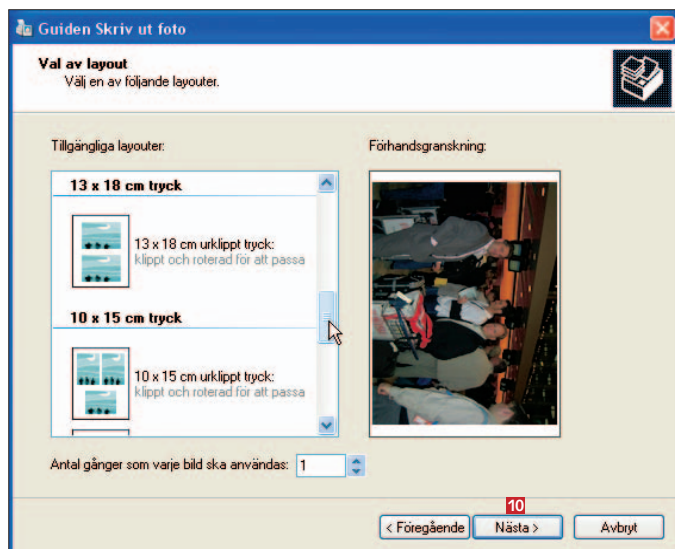 Guiden Skriv ut foto
Val av layout
Välj en av följande layouter.
Tillgängliga layouter:
Förhandsgranskning:
13 x 18 cm tryck
13 x 18 cm urklippt tryck:
klippt och roterad för att passa
10 x 15 cm tryck
10 x 15 cm urklippt tryck:
klippt och roterad för att passa
Antal gånger som varje bild ska användas: 1
10
< Föregående
Nästa >
Avbryt